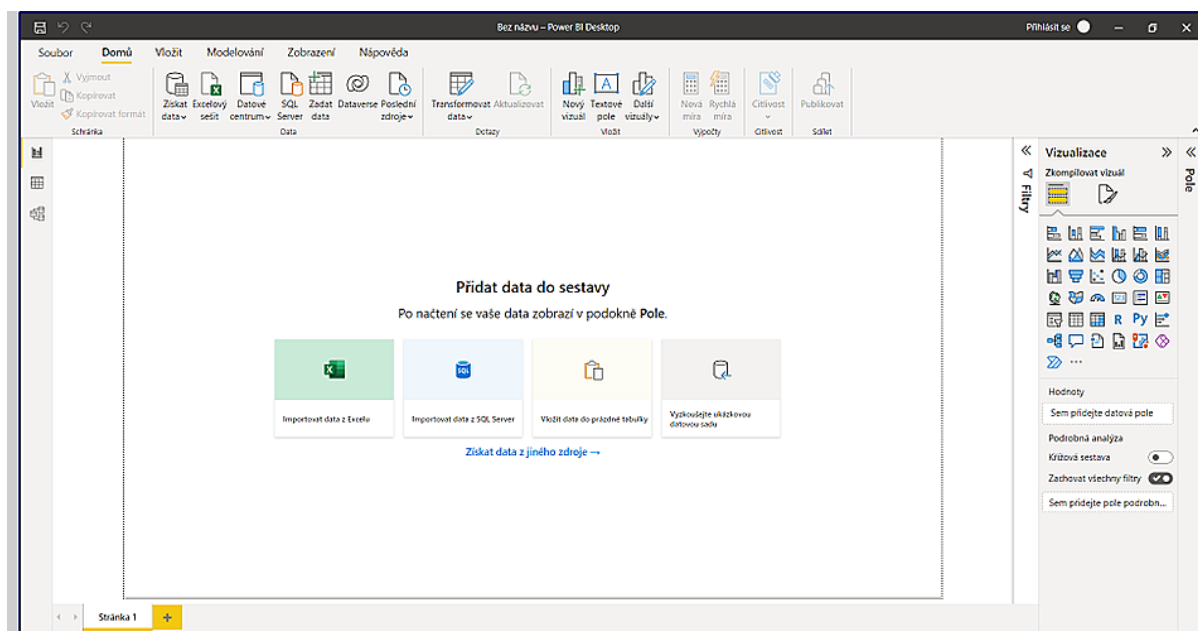 Bez názvu – Power BI Desktop
Přihlásit se
Soubor Domů Vložit Modelování Zobrazení Nápověda
Vložit
Vyjmout
Kopírovat
Kopírovat formát
Schránka
Získat data
Excelový sešit
Datové centrum
SQL Server
Zadat data
Dataverse
Poslední zdroje
Data
Transformovat data
Aktualizovat
Dotazy
Nový vizuál
Textové pole
Další vizuály
Vložit
Nová míra
Rychlá míra
Výpočty
Citlivost
Citlivost
Publikovat
Sdílet
Přidat data do sestavy
Po načtení se vaše data zobrazí v podokně Pole.
Importovat data z Excelu
SQL
Importovat data z SQL Server
Vložit data do prázdné tabulky
Vyzkoušejte ukázkovou
datovou sadu
Získat data z jiného zdroje →
Filtry
Vizualizace
Zkompilovat vizuál
R Py
123
Hodnoty
Sem přidejte datová pole
Podrobná analýza
Křížová sestava
Zachovat všechny filtry
Sem přidejte pole podrobn...
Pole
Stránka 1